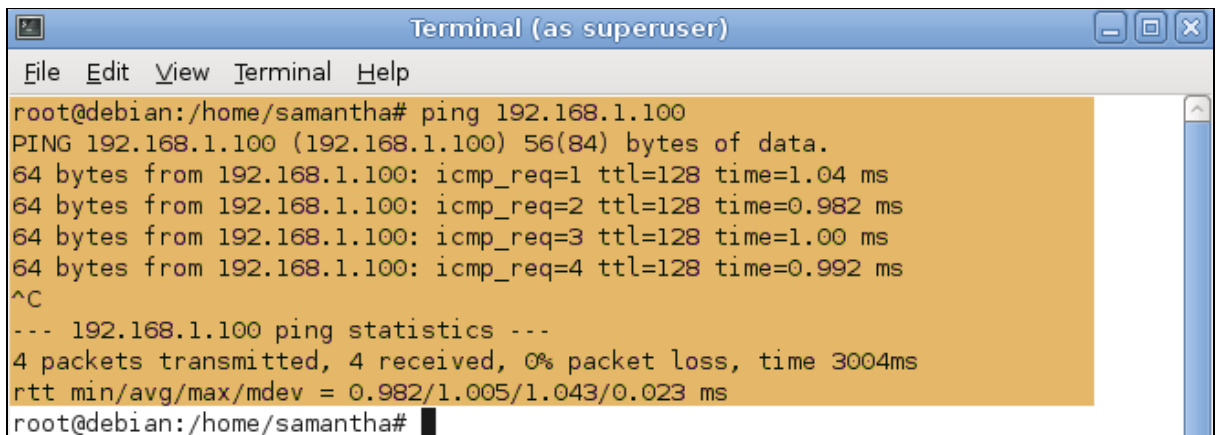 Terminal (as superuser)
File Edit View Terminal Help
root@debian:/home/samantha# ping 192.168.1.100
PING 192.168.1.100 (192.168.1.100) 56(84) bytes of data.
64 bytes from 192.168.1.100: icmp_req=1 ttl=128 time=1.04 ms
64 bytes from 192.168.1.100: icmp_req=2 ttl=128 time=0.982 ms
64 bytes from 192.168.1.100: icmp_req=3 ttl=128 time=1.00 ms
64 bytes from 192.168.1.100: icmp_req=4 ttl=128 time=0.992 ms
^C
--- 192.168.1.100 ping statistics ---
4 packets transmitted, 4 received, 0% packet loss, time 3004ms
rtt min/avg/max/mdev = 0.982/1.005/1.043/0.023 ms
root@debian:/home/samantha#